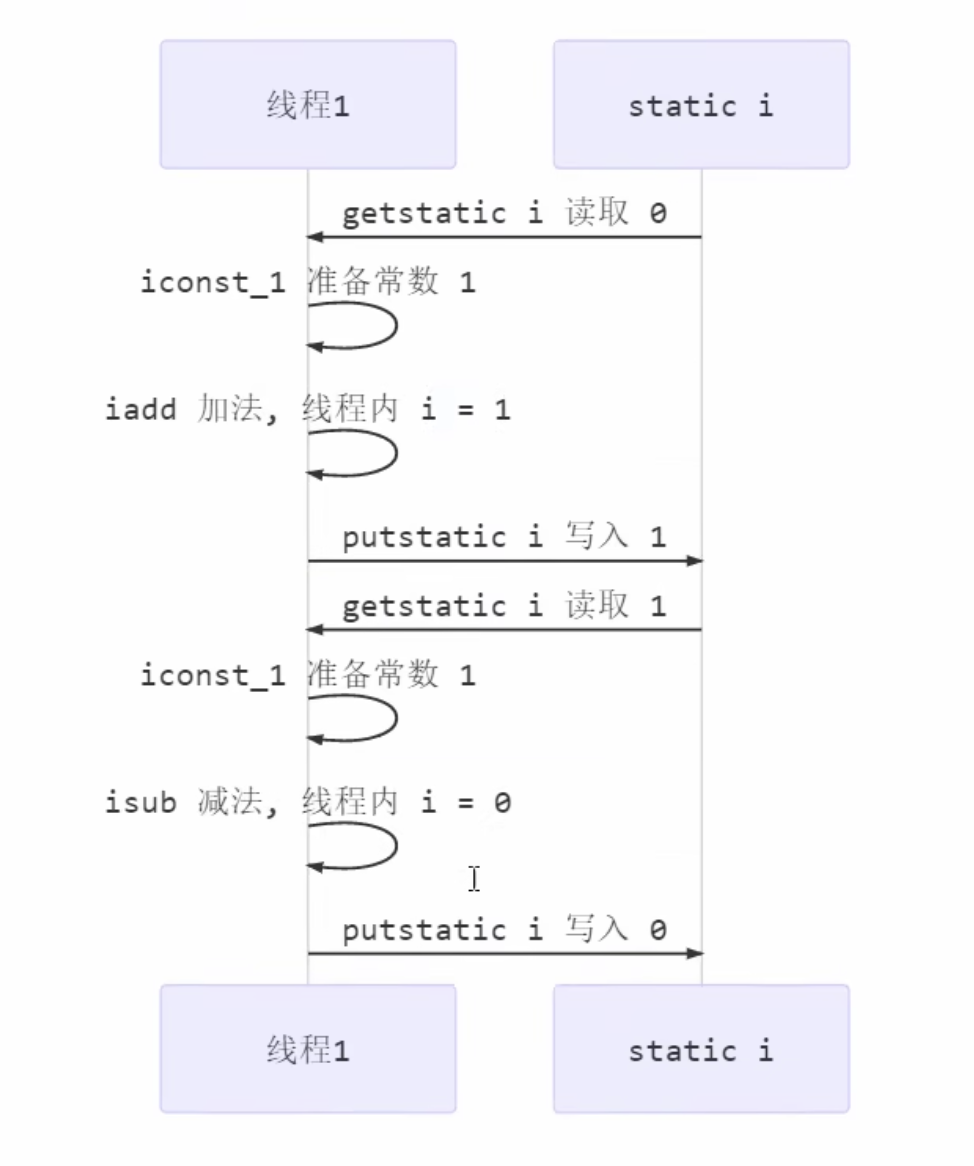 线程1
static i
getstatic i 读取 0
iconst_1 准备常数 1
iadd 加法, 线程内 i = 1
putstatic i 写入 1
getstatic i 读取 1
iconst_1 准备常数 1
isub 减法, 线程内 i = 0
putstatic i 写入 0
线程1
static i